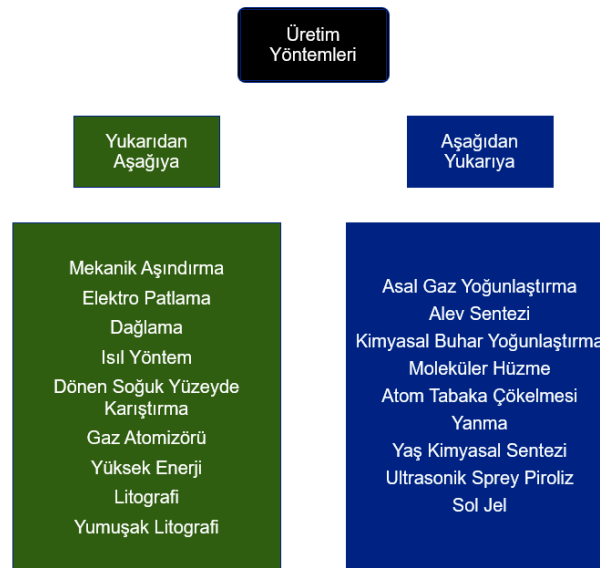 Üretim
Yöntemleri
Yukarıdan
Aşağıya
Aşağıdan
Yukarıya
Mekanik Aşındırma
Elektro Patlama
Dağlama
Isıl Yöntem
Dönen Soğuk Yüzeyde
Karıştırma
Gaz Atomizörü
Yüksek Enerji
Litografi
Yumuşak Litografi
Asal Gaz Yoğunlaştırma
Alev Sentezi
Kimyasal Buhar Yoğunlaştırma
Moleküler Hüzme
Atom Tabaka Çökelmesi
Yanma
Yaş Kimyasal Sentezi
Ultrasonik Sprey Piroliz
Sol Jel